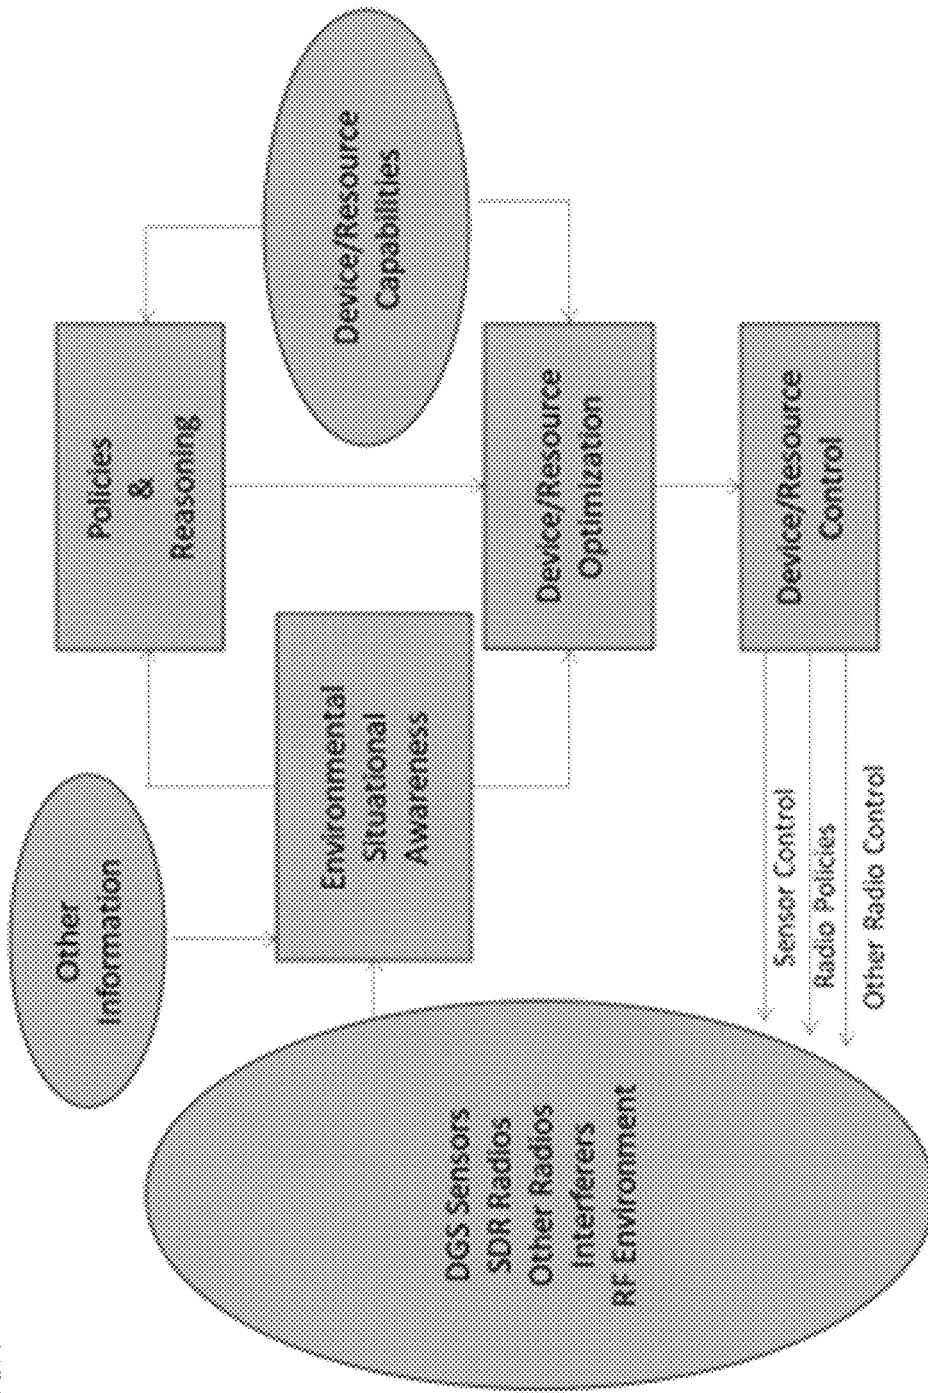 Other
Information
Policies
&
Reasoning
Environmental
Situational
Awareness
Device/Resource
Capabilities
DGS Sensors
SDR Radios
Other Radios
Interferers
RF Environment
Device/Resource
Optimization
Sensor Control
Radio Policies
Other Radio Control
Device/Resource
Control